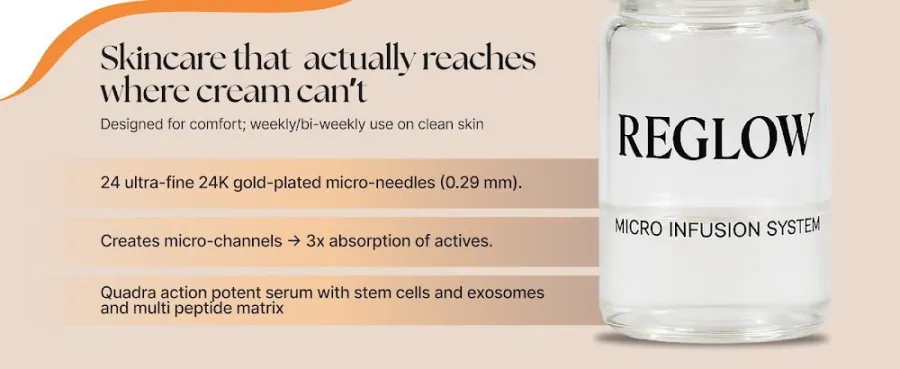 Skincare that actually reaches
where cream can't
Designed for comfort; weekly/bi-weekly use on clean skin
24 ultra-fine 24K gold-plated micro-needles (0.29 mm).
Creates micro-channels → 3x absorption of actives.
Quadra action potent serum with stem cells and exosomes
and multi peptide matrix
REGLOW
MICRO INFUSION SYSTEM